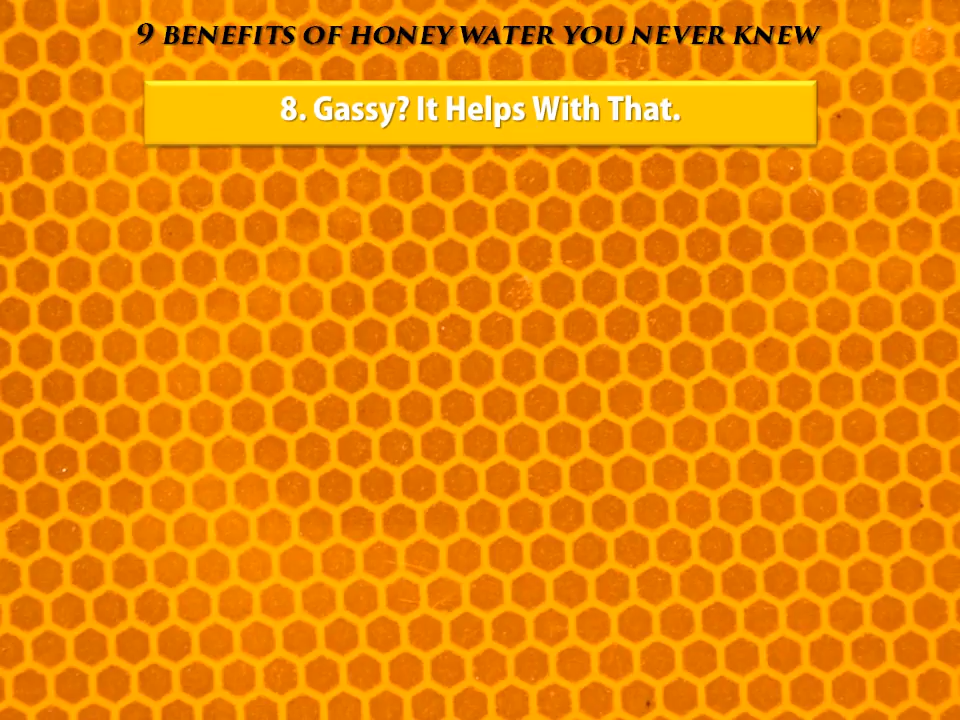 9 BENEFITS OF HONEY WATER YOU NEVER KNEW
8. Gassy? It Helps With That.